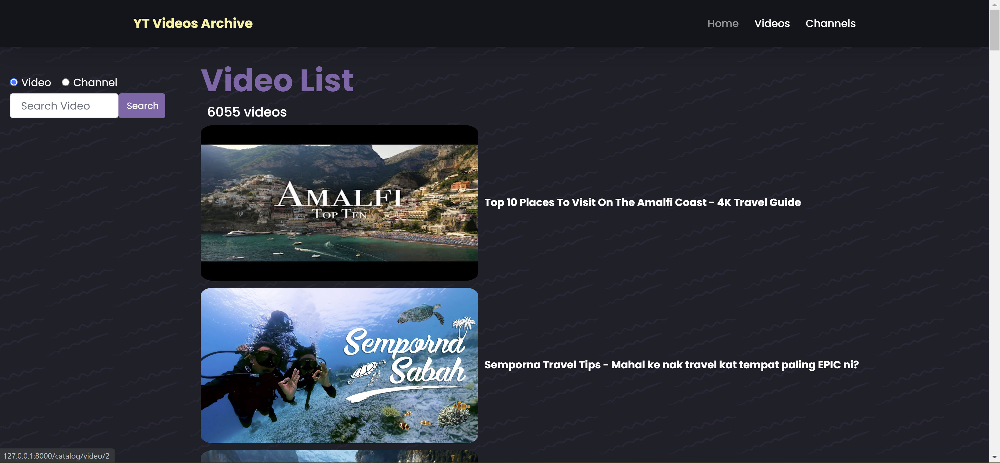 YT Videos Archive
Home Videos Channels
Video Channel
Search Video Search
Video List
6055 videos
AMALFI
TOP TEN
Top 10 Places To Visit On The Amalfi Coast - 4K Travel Guide
Semporna
Sabah
Semporna Travel Tips - Mahal ke nak travel kat tempat paling EPIC ni?
127.0.0.1:8000/catalog/video/2